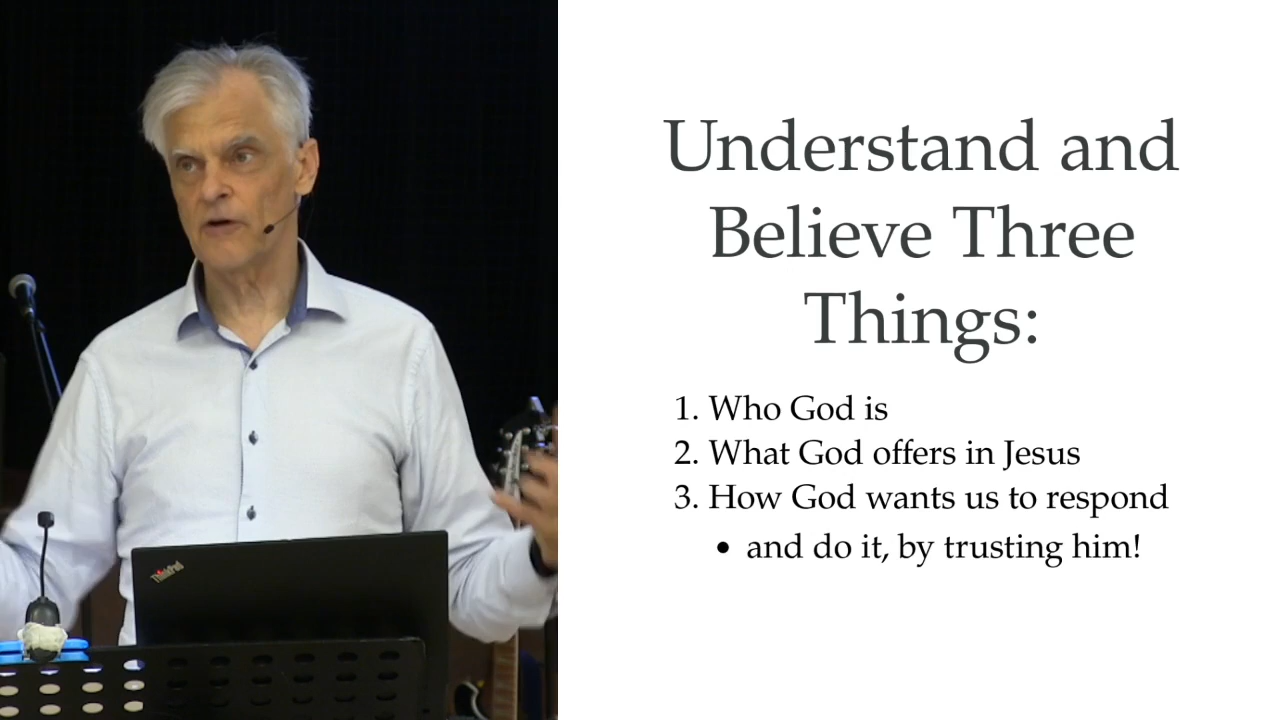 Understand and
Believe Three
Things:
1. Who God is
2. What God offers in Jesus
3. How God wants us to respond
• and do it, by trusting him!
ThinkPad